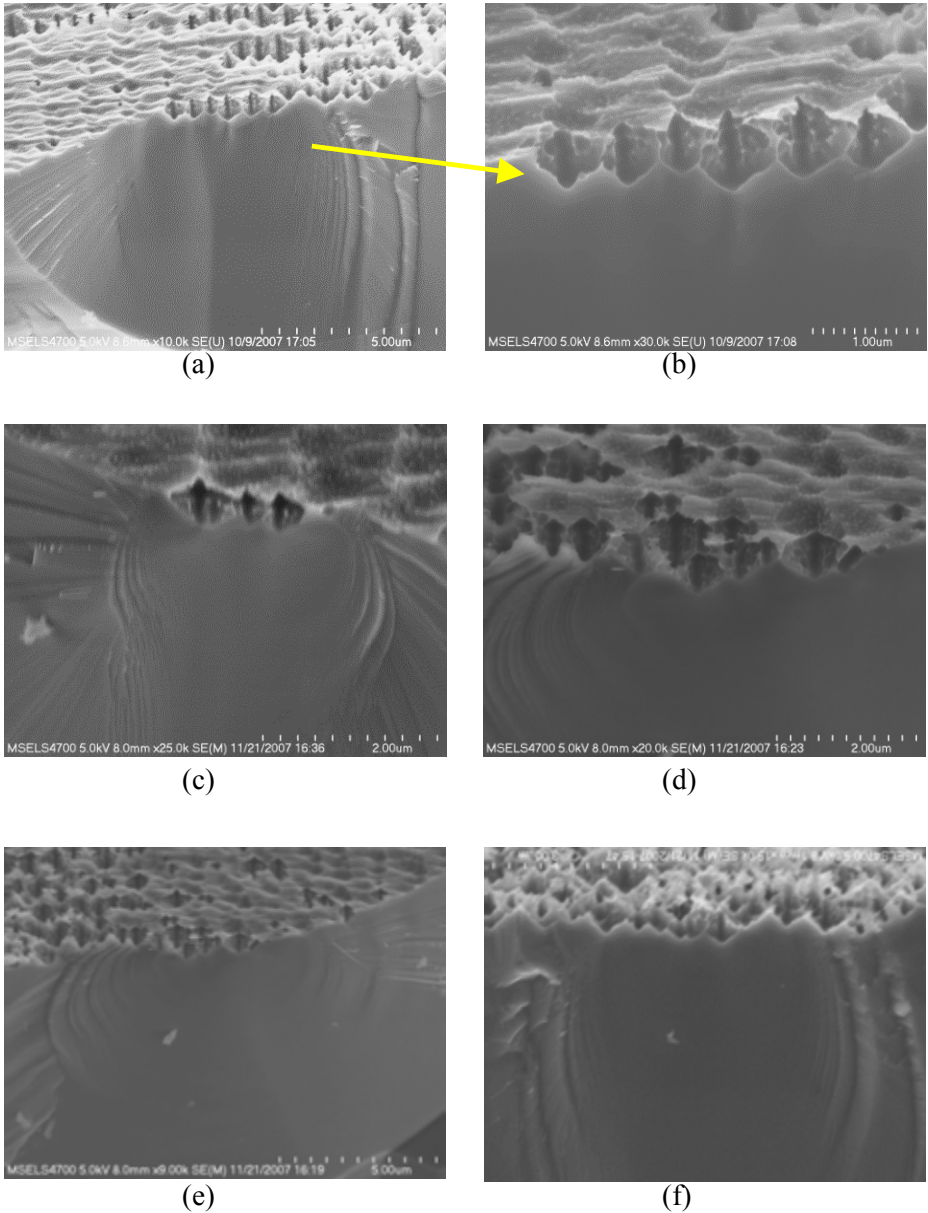 MSELS4700 5.0kV 8.6mm x10.0k SE(U) 10/9/2007 17:05 5.00um
MSELS4700 5.0kV 8.6mm x30.0k SE(U) 10/9/2007 17:08 1.00um
(a)
(b)
MSELS4700 5.0kV 8.0mm x25.0k SE(M) 11/21/2007 16:36 2.00um
MSELS4700 5.0kV 8.0mm x20.0k SE(M) 11/21/2007 16:23 2.00um
(c)
(d)
MSELS4700 5.0kV 8.0mm x9.00k SE(M) 11/21/2007 16:19 5.00um
(e)
(f)